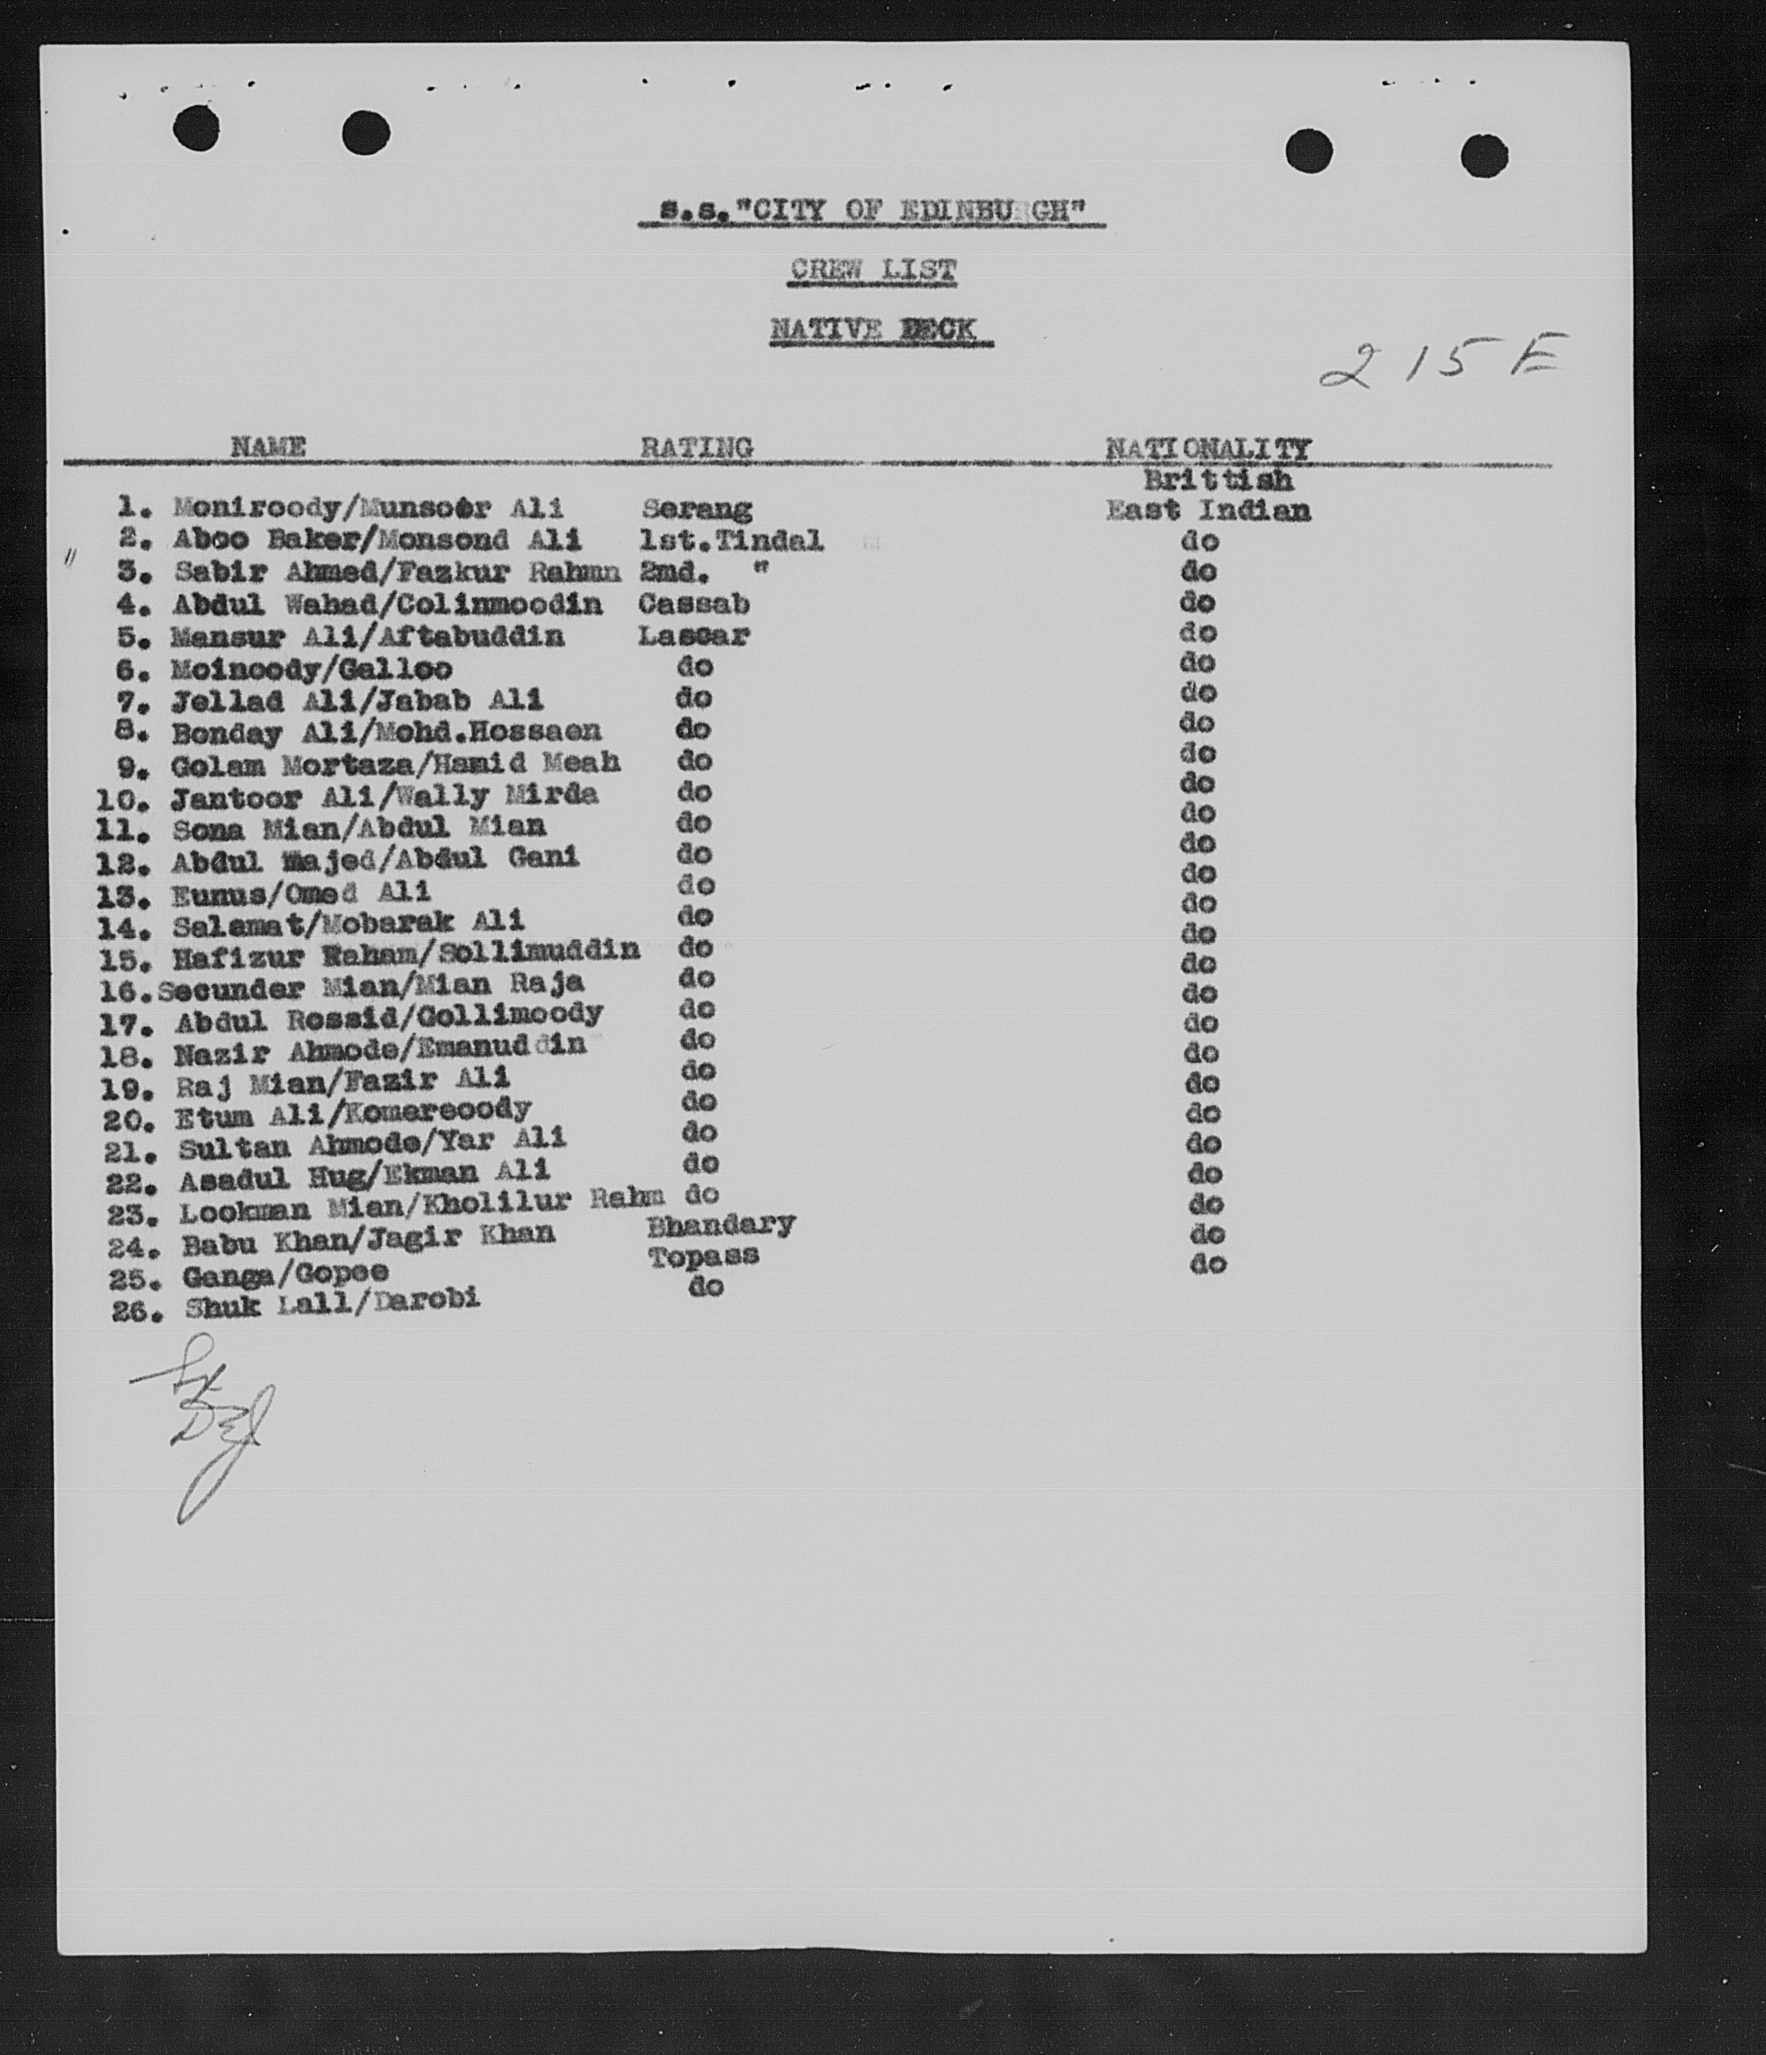 s.s."CITY OF EDINBURGH"
CREW LIST
NATIVE DECK
215E
NAME RATING NATIONALITY
Brittish
1. Moniroody/Munsoor Ali Serang East Indian
2. Aboo Baker/Monsond Ali 1st.Tindal do
" 3. Sabir Ahmed/Fazkur Rahmn 2md. " do
4. Abdul Wahad/Colinmoodin Cassab do
5. Mansur Ali/Aftabuddin Lascar do
6. Moinoody/Galloo do do
7. Jellad Ali/Jabab Ali do do
8. Bonday Ali/Mohd.Hossaen do do
9. Golam Mortaza/Hamid Meah do do
10. Jantoor Ali/Wally Mirda do do
11. Sona Mian/Abdul Mian do do
12. Abdul majed/Abdul Gani do do
13. Eunus/Omed Ali do do
14. Salamat/Mobarak Ali do do
15. Hafizur Raham/Sollimuddin do do
16.Secunder Mian/Mian Raja do do
17. Abdul Rossid/Gollimoody do do
18. Nazir Ahmode/Emanuddin do do
19. Raj Mian/Fazir Ali do do
20. Etum Ali/Komereoody do do
21. Sultan Ahmode/Yar Ali do do
22. Asadul Hug/Ekman Ali do do
23. Lookman Mian/Kholilur Rahm do do
24. Babu Khan/Jagir Khan Bhandary do
25. Ganga/Gopee Topass do
26. Shuk Lall/Darobi do do